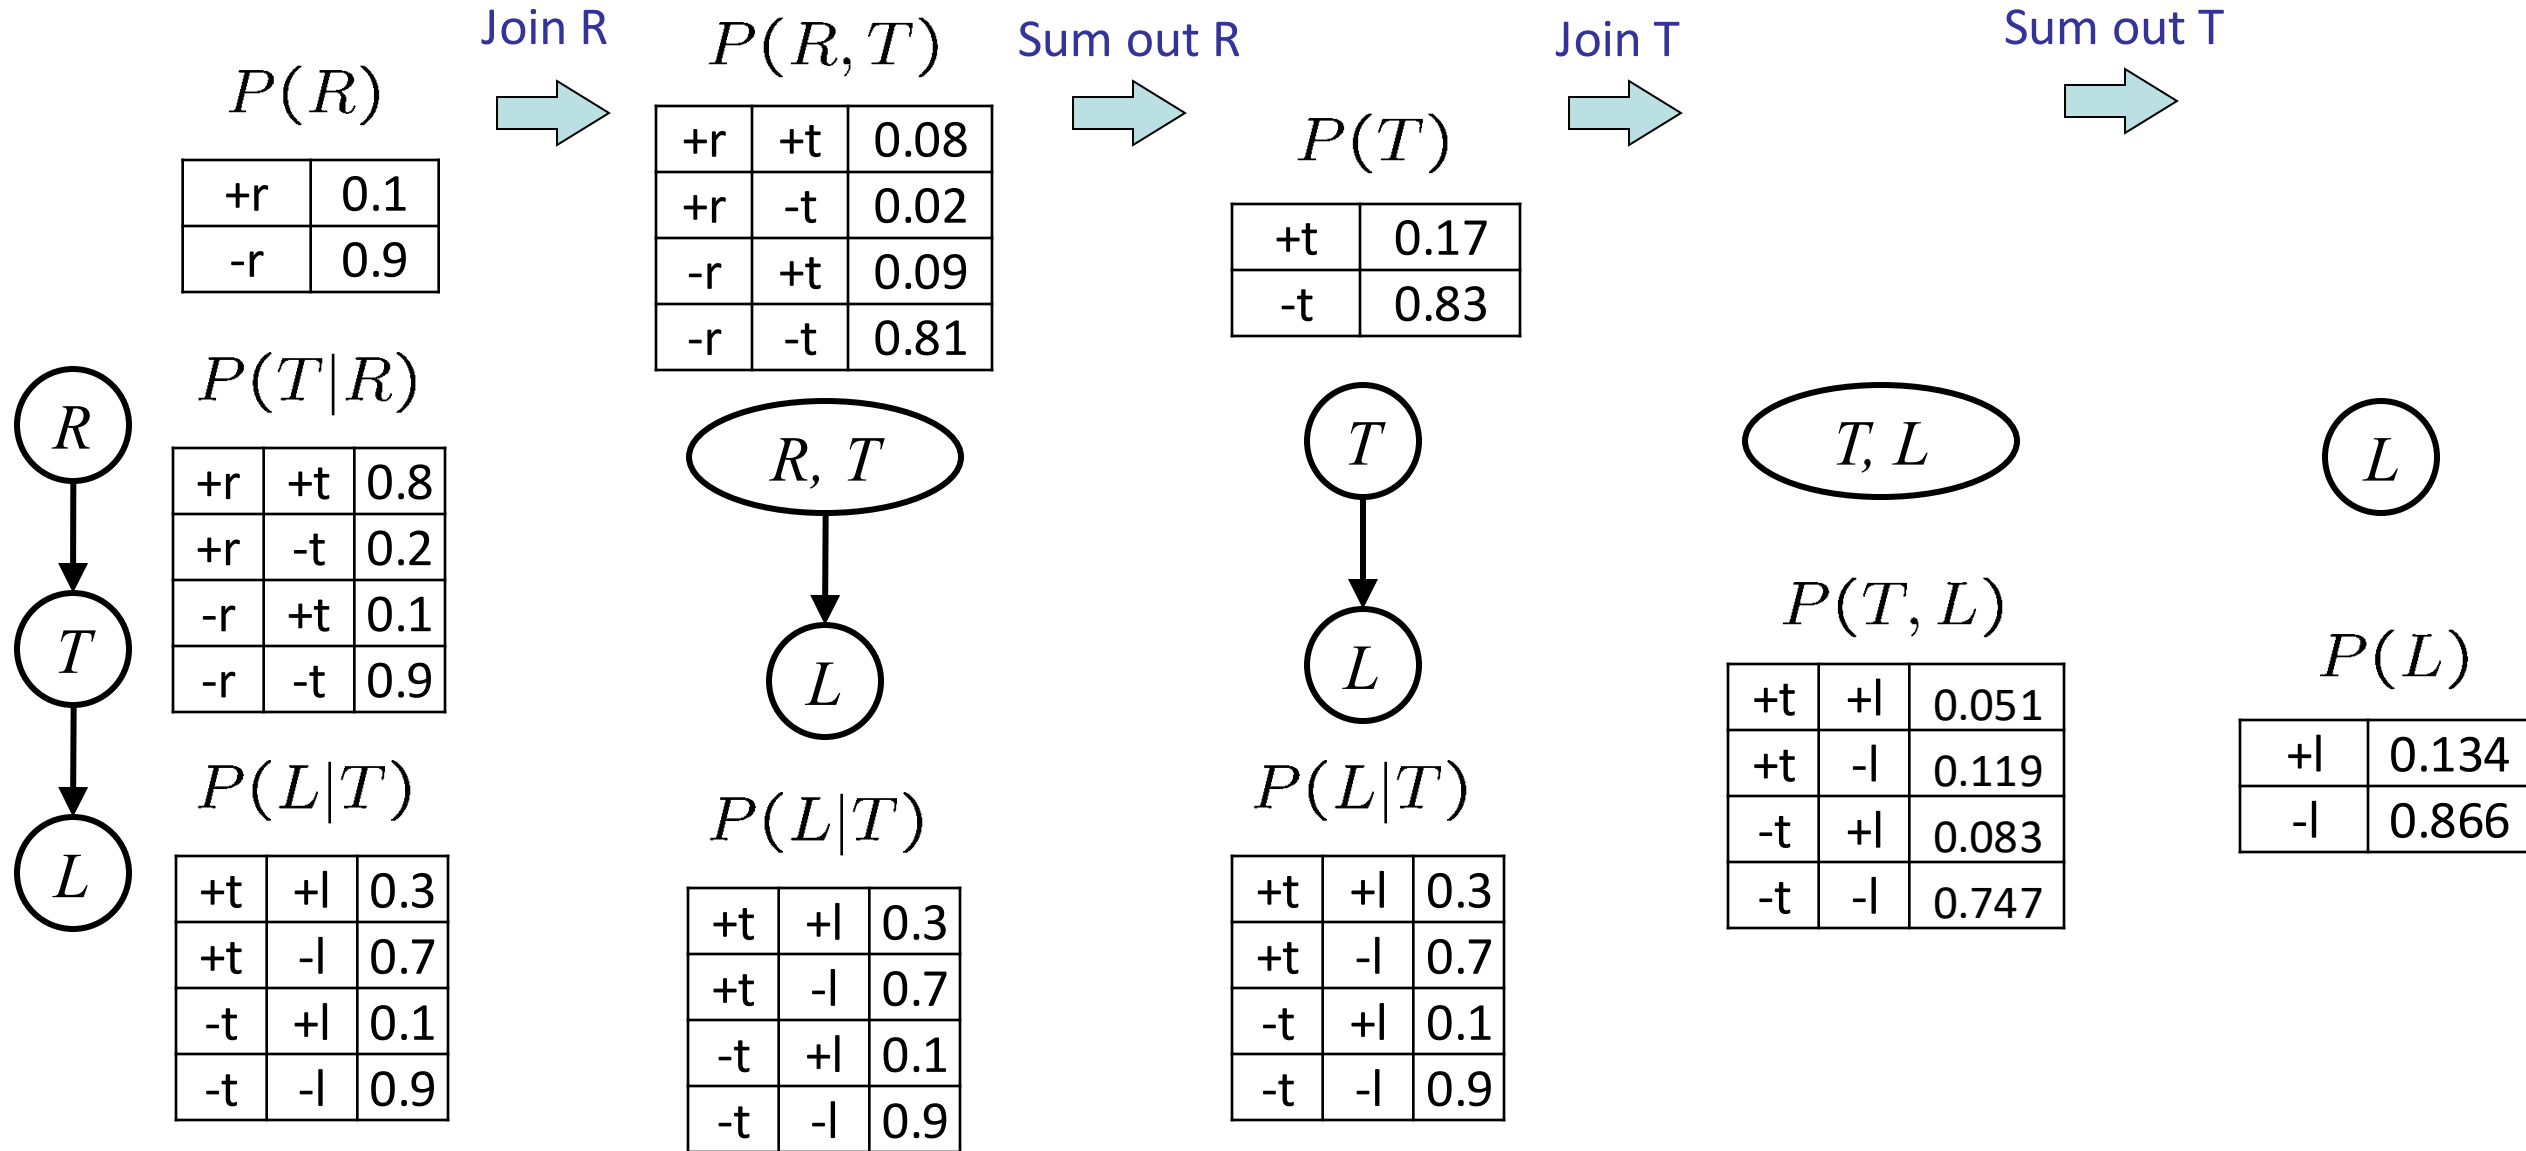 Join R
Sum out R
Join T
Sum out T
P(R)
+r 0.1
-r 0.9
P(T|R)
+r +t 0.8
+r -t 0.2
-r +t 0.1
-r -t 0.9
P(L|T)
+t +l 0.3
+t -l 0.7
-t +l 0.1
-t -l 0.9
R
T
L
P(R,T)
+r +t 0.08
+r -t 0.02
-r +t 0.09
-r -t 0.81
R, T
L
P(L|T)
+t +l 0.3
+t -l 0.7
-t +l 0.1
-t -l 0.9
P(T)
+t 0.17
-t 0.83
T
L
P(L|T)
+t +l 0.3
+t -l 0.7
-t +l 0.1
-t -l 0.9
T, L
P(T,L)
+t +l 0.051
+t -l 0.119
-t +l 0.083
-t -l 0.747
L
P(L)
+l 0.134
-l 0.866